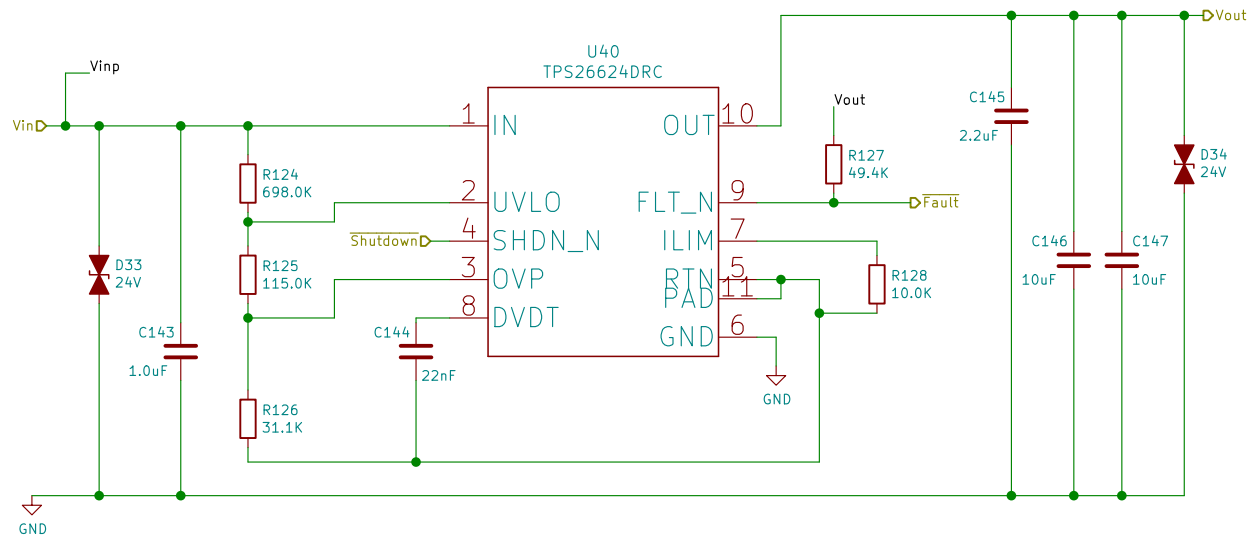 Vout
U40
TPS26624DRC
Vinp
Vin
1
IN
OUT
10
Vout
C145
2.2uF
R127
49.4K
D34
24V
R124
698.0K
2
UVLO
FLT_N
9
Fault
Shutdown
4
SHDN_N
ILIM
7
C146
10uF
C147
10uF
D33
24V
R125
115.0K
3
OVP
RTN
5
PAD
11
R128
10.0K
8
DVDT
GND
6
C143
1.0uF
C144
22nF
GND
R126
31.1K
GND